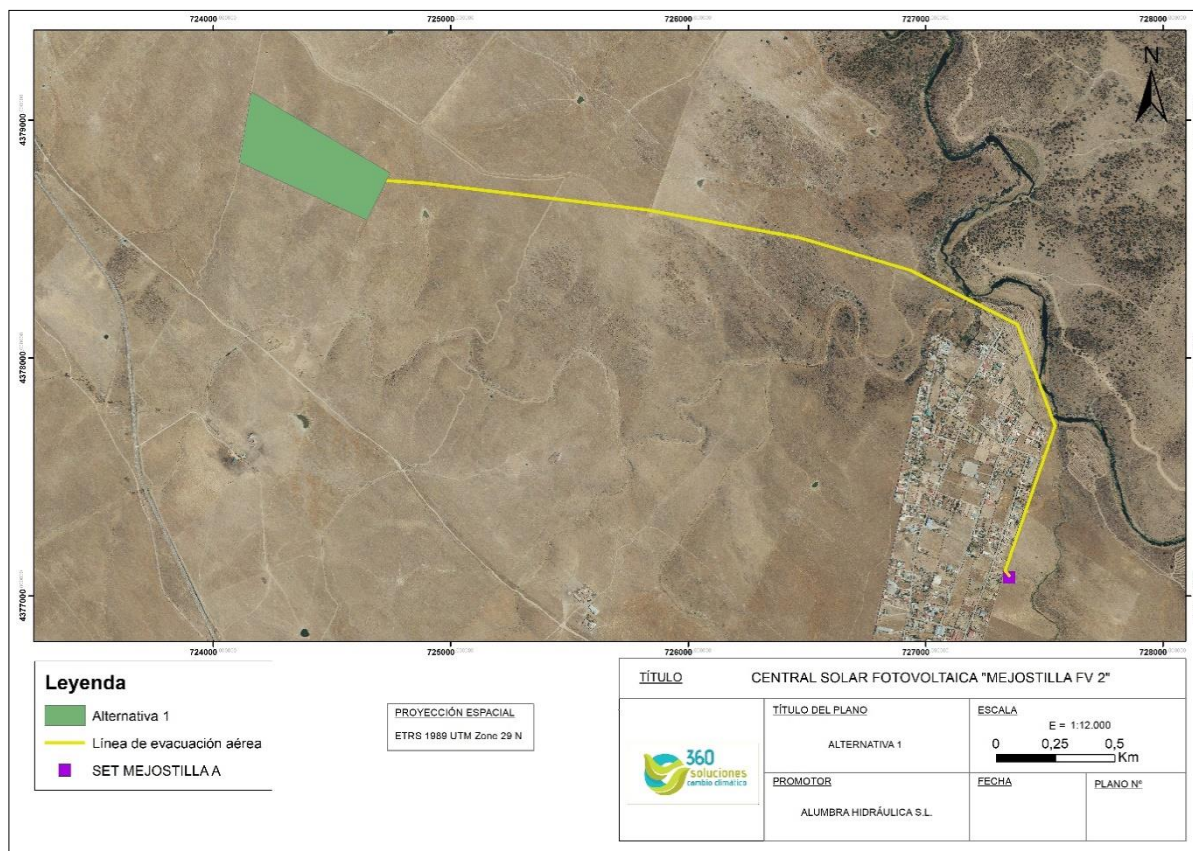 724000
725000
726000
727000
728000
N
4379000
4379000
4378000
4378000
4377000
4377000
724000
725000
726000
727000
728000
Leyenda
Alternativa 1
Línea de evacuación aérea
SET MEJOSTILLA A
PROYECCIÓN ESPACIAL
ETRS 1989 UTM Zone 29 N
TÍTULO
CENTRAL SOLAR FOTOVOLTAICA "MEJOSTILLA FV 2"
360
soluciones
cambio climático
TÍTULO DEL PLANO
ALTERNATIVA 1
ESCALA
E = 1:12.000
0 0,25 0,5
Km
PROMOTOR
ALUMBRA HIDRÁULICA S.L.
FECHA
PLANO Nº